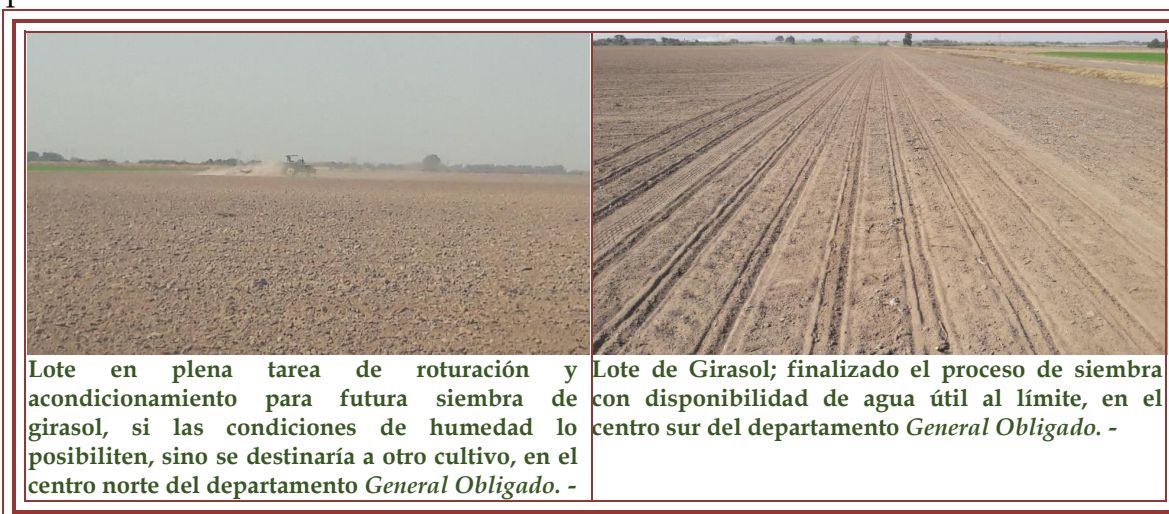 Lote en plena tarea de roturación y
acondicionamiento para futura siembra de
girasol, si las condiciones de humedad lo
posibiliten, sino se destinaría a otro cultivo, en el
centro norte del departamento General Obligado. -
Lote de Girasol; finalizado el proceso de siembra
con disponibilidad de agua útil al límite, en el
centro sur del departamento General Obligado. -